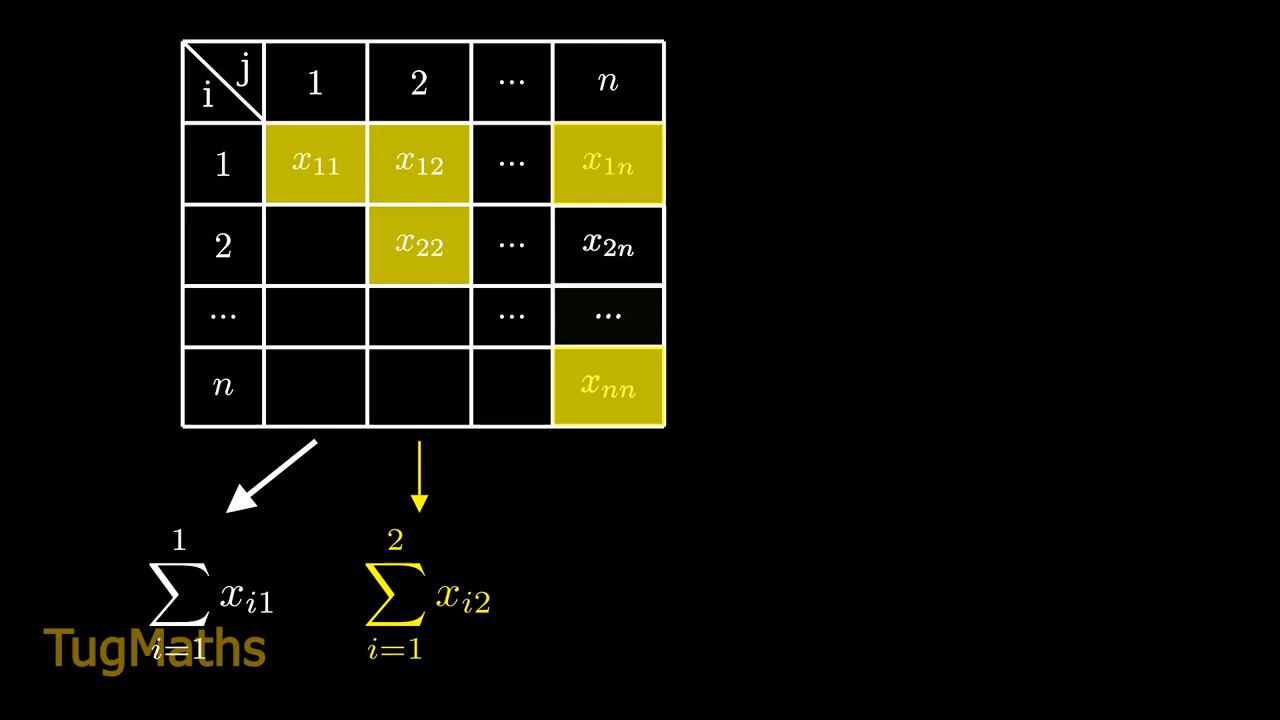 i j 1 2 ... n
1 x₁₁ x₁₂ ... x₁ₙ
2 x₂₂ ... x₂ₙ
... ... ...
n xₙₙ
1 2
∑ xᵢ₁ ∑ xᵢ₂
i=1 i=1
TugMaths